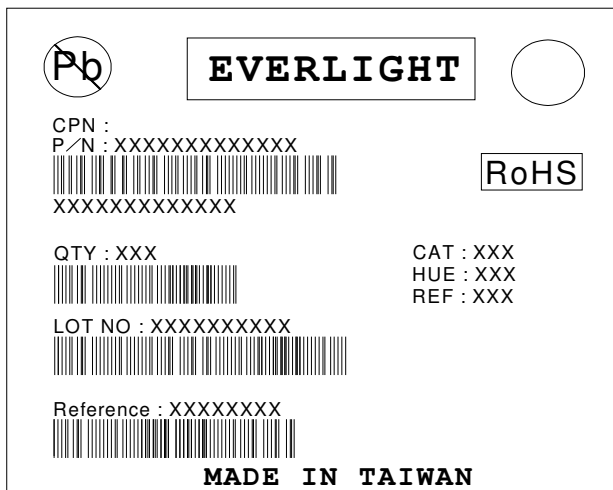 Pb
EVERLIGHT
CPN :
P/N : XXXXXXXXXXXXX
RoHS
XXXXXXXXXXXXX
QTY : XXX
CAT : XXX
HUE : XXX
REF : XXX
LOT NO : XXXXXXXXXX
Reference : XXXXXXXX
MADE IN TAIWAN